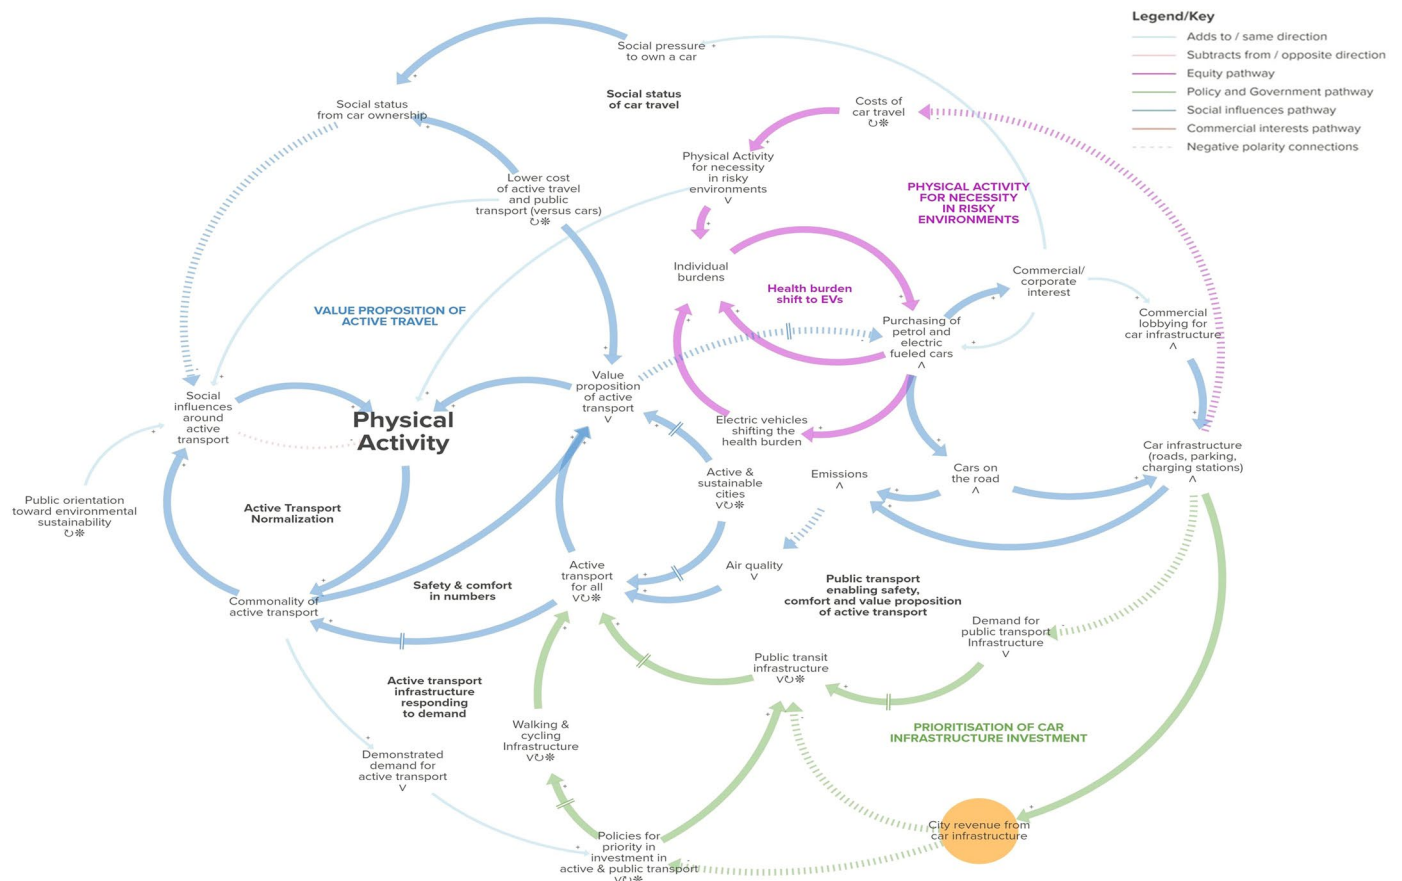 Legend/Key
Adds to / same direction
Subtracts from / opposite direction
Equity pathway
Policy and Government pathway
Social influences pathway
Commercial interests pathway
Negative polarity connections
Social pressure
to own a car
Social status
of car travel
Social status
from car ownership
Costs of
car travel
↻❋
Physical Activity
for necessity
in risky
environments
V
Lower cost
of active travel
and public
transport (versus cars)
↻❋
PHYSICAL ACTIVITY
FOR NECESSITY
IN RISKY
ENVIRONMENTS
Individual
burdens
Health burden
shift to EVs
Commercial/
corporate
interest
VALUE PROPOSITION OF
ACTIVE TRAVEL
Purchasing of
petrol and
electric
fueled cars
Λ
Commercial
lobbying for
car infrastructure
Λ
Value
proposition
of active
transport
V
Social
influences
around
active
transport
Physical
Activity
Electric vehicles
shifting the
health burden
Car infrastructure
(roads, parking,
charging stations)
Λ
Active &
sustainable
cities
V↻❋
Emissions
Λ
Cars on
the road
Λ
Public orientation
toward environmental
sustainability
↻❋
Active Transport
Normalization
Active
transport
for all
V↻❋
Air quality
V
Safety & comfort
in numbers
Public transport
enabling safety,
comfort and value proposition
of active transport
Commonality of
active transport
Demand for
public transport
Infrastructure
V
Public transit
infrastructure
V↻❋
Active transport
infrastructure
responding
to demand
Walking &
cycling
Infrastructure
V↻❋
PRIORITISATION OF CAR
INFRASTRUCTURE INVESTMENT
Demonstrated
demand for
active transport
V
City revenue from
car infrastructure
Policies for
priority in
investment in
active & public transport
V↻❋